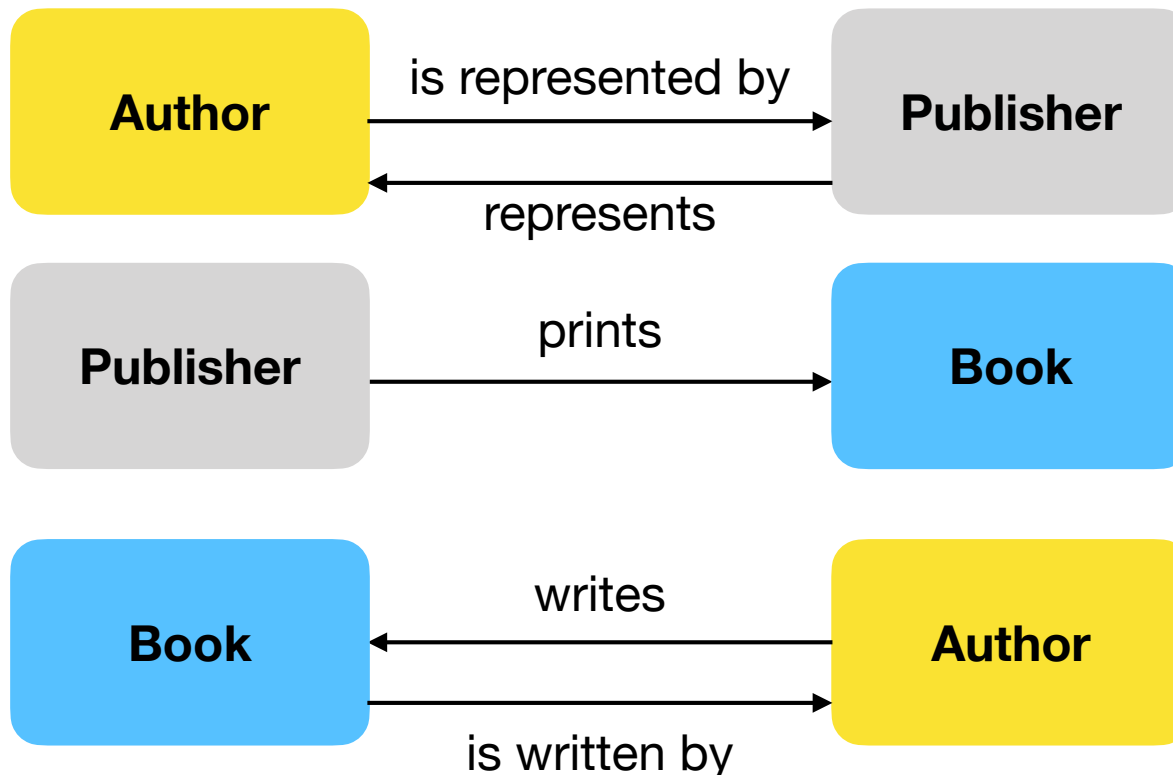 is represented by
Author
Publisher
represents
prints
Publisher
Book
writes
Book
Author
is written by